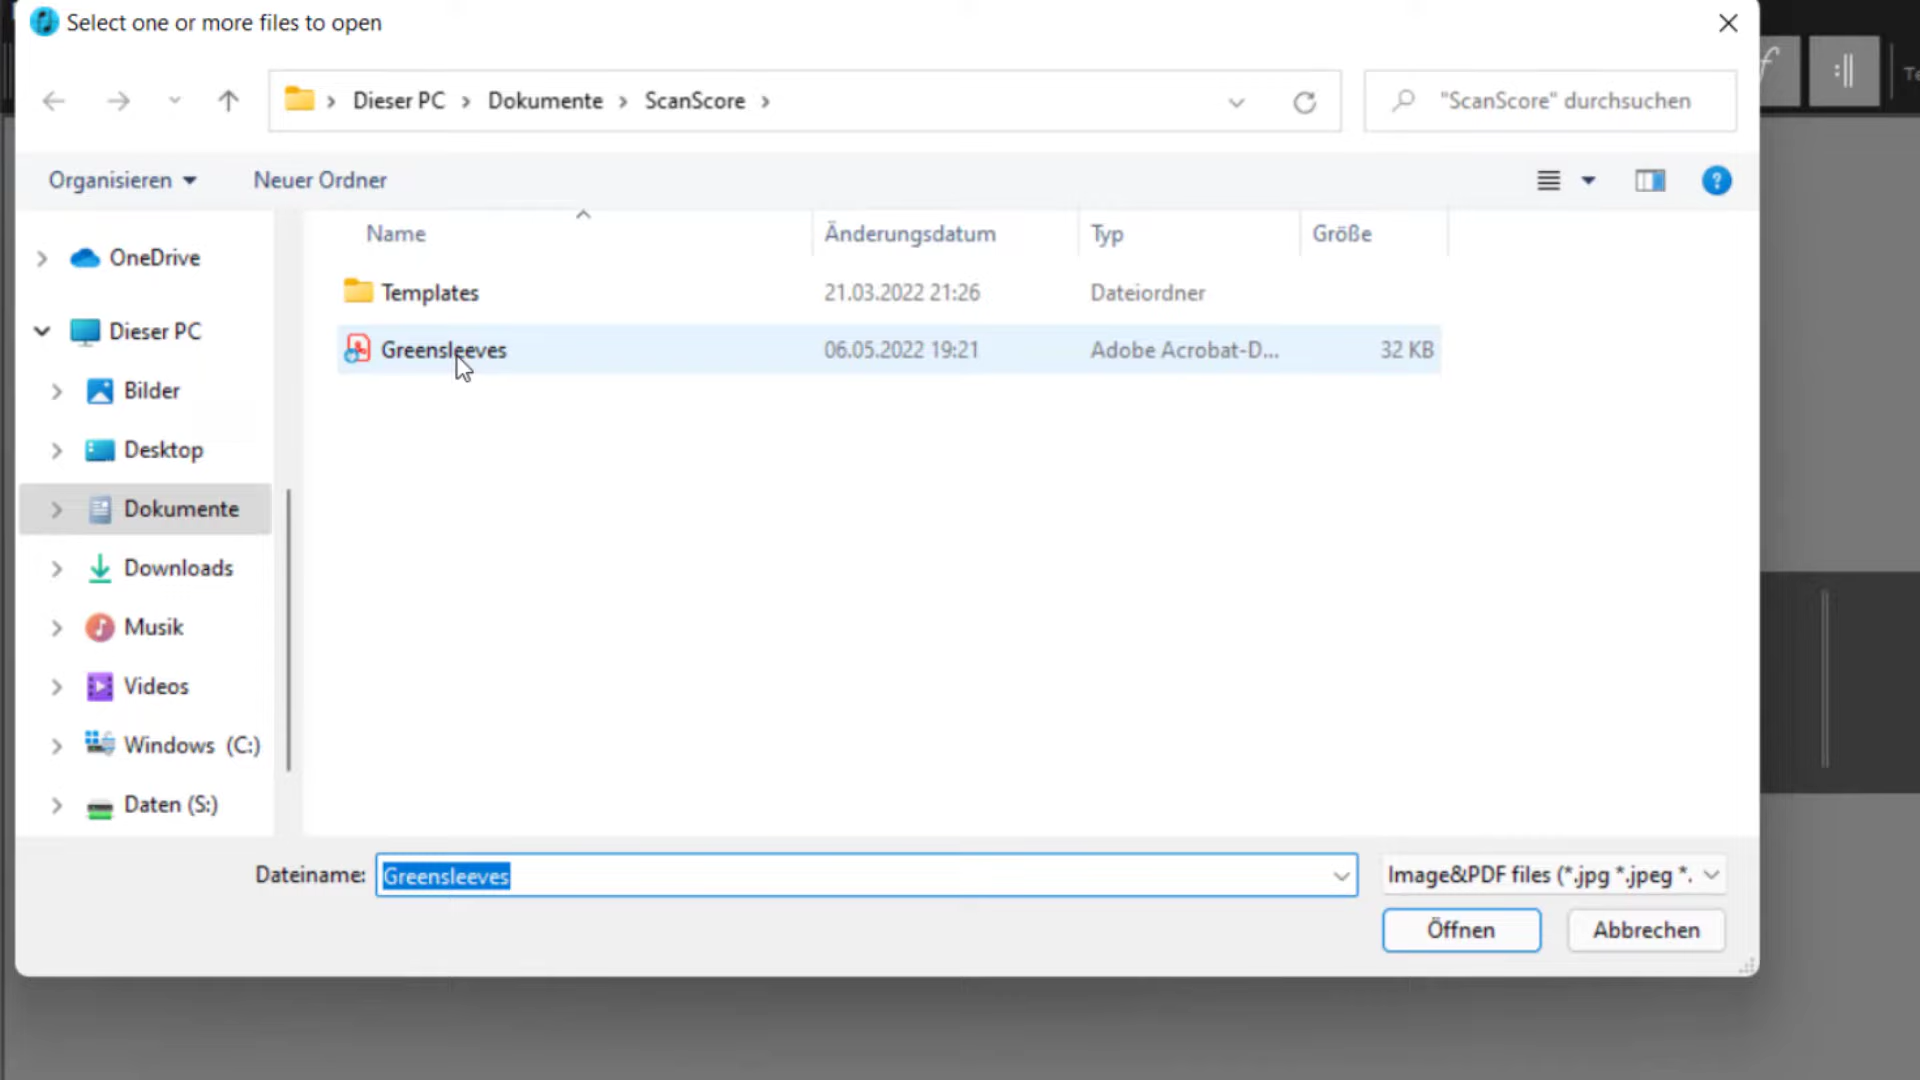 Select one or more files to open
Dieser PC > Dokumente > ScanScore >
"ScanScore" durchsuchen
Organisieren
Neuer Ordner
Name
Änderungsdatum
Typ
Größe
Templates
21.03.2022 21:26
Dateiordner
Greensleeves
06.05.2022 19:21
Adobe Acrobat-D...
32 KB
OneDrive
Dieser PC
Bilder
Desktop
Dokumente
Downloads
Musik
Videos
Windows (C:)
Daten (S:)
Dateiname:
Greensleeves
Image&PDF files (*.jpg *.jpeg *.
Öffnen
Abbrechen